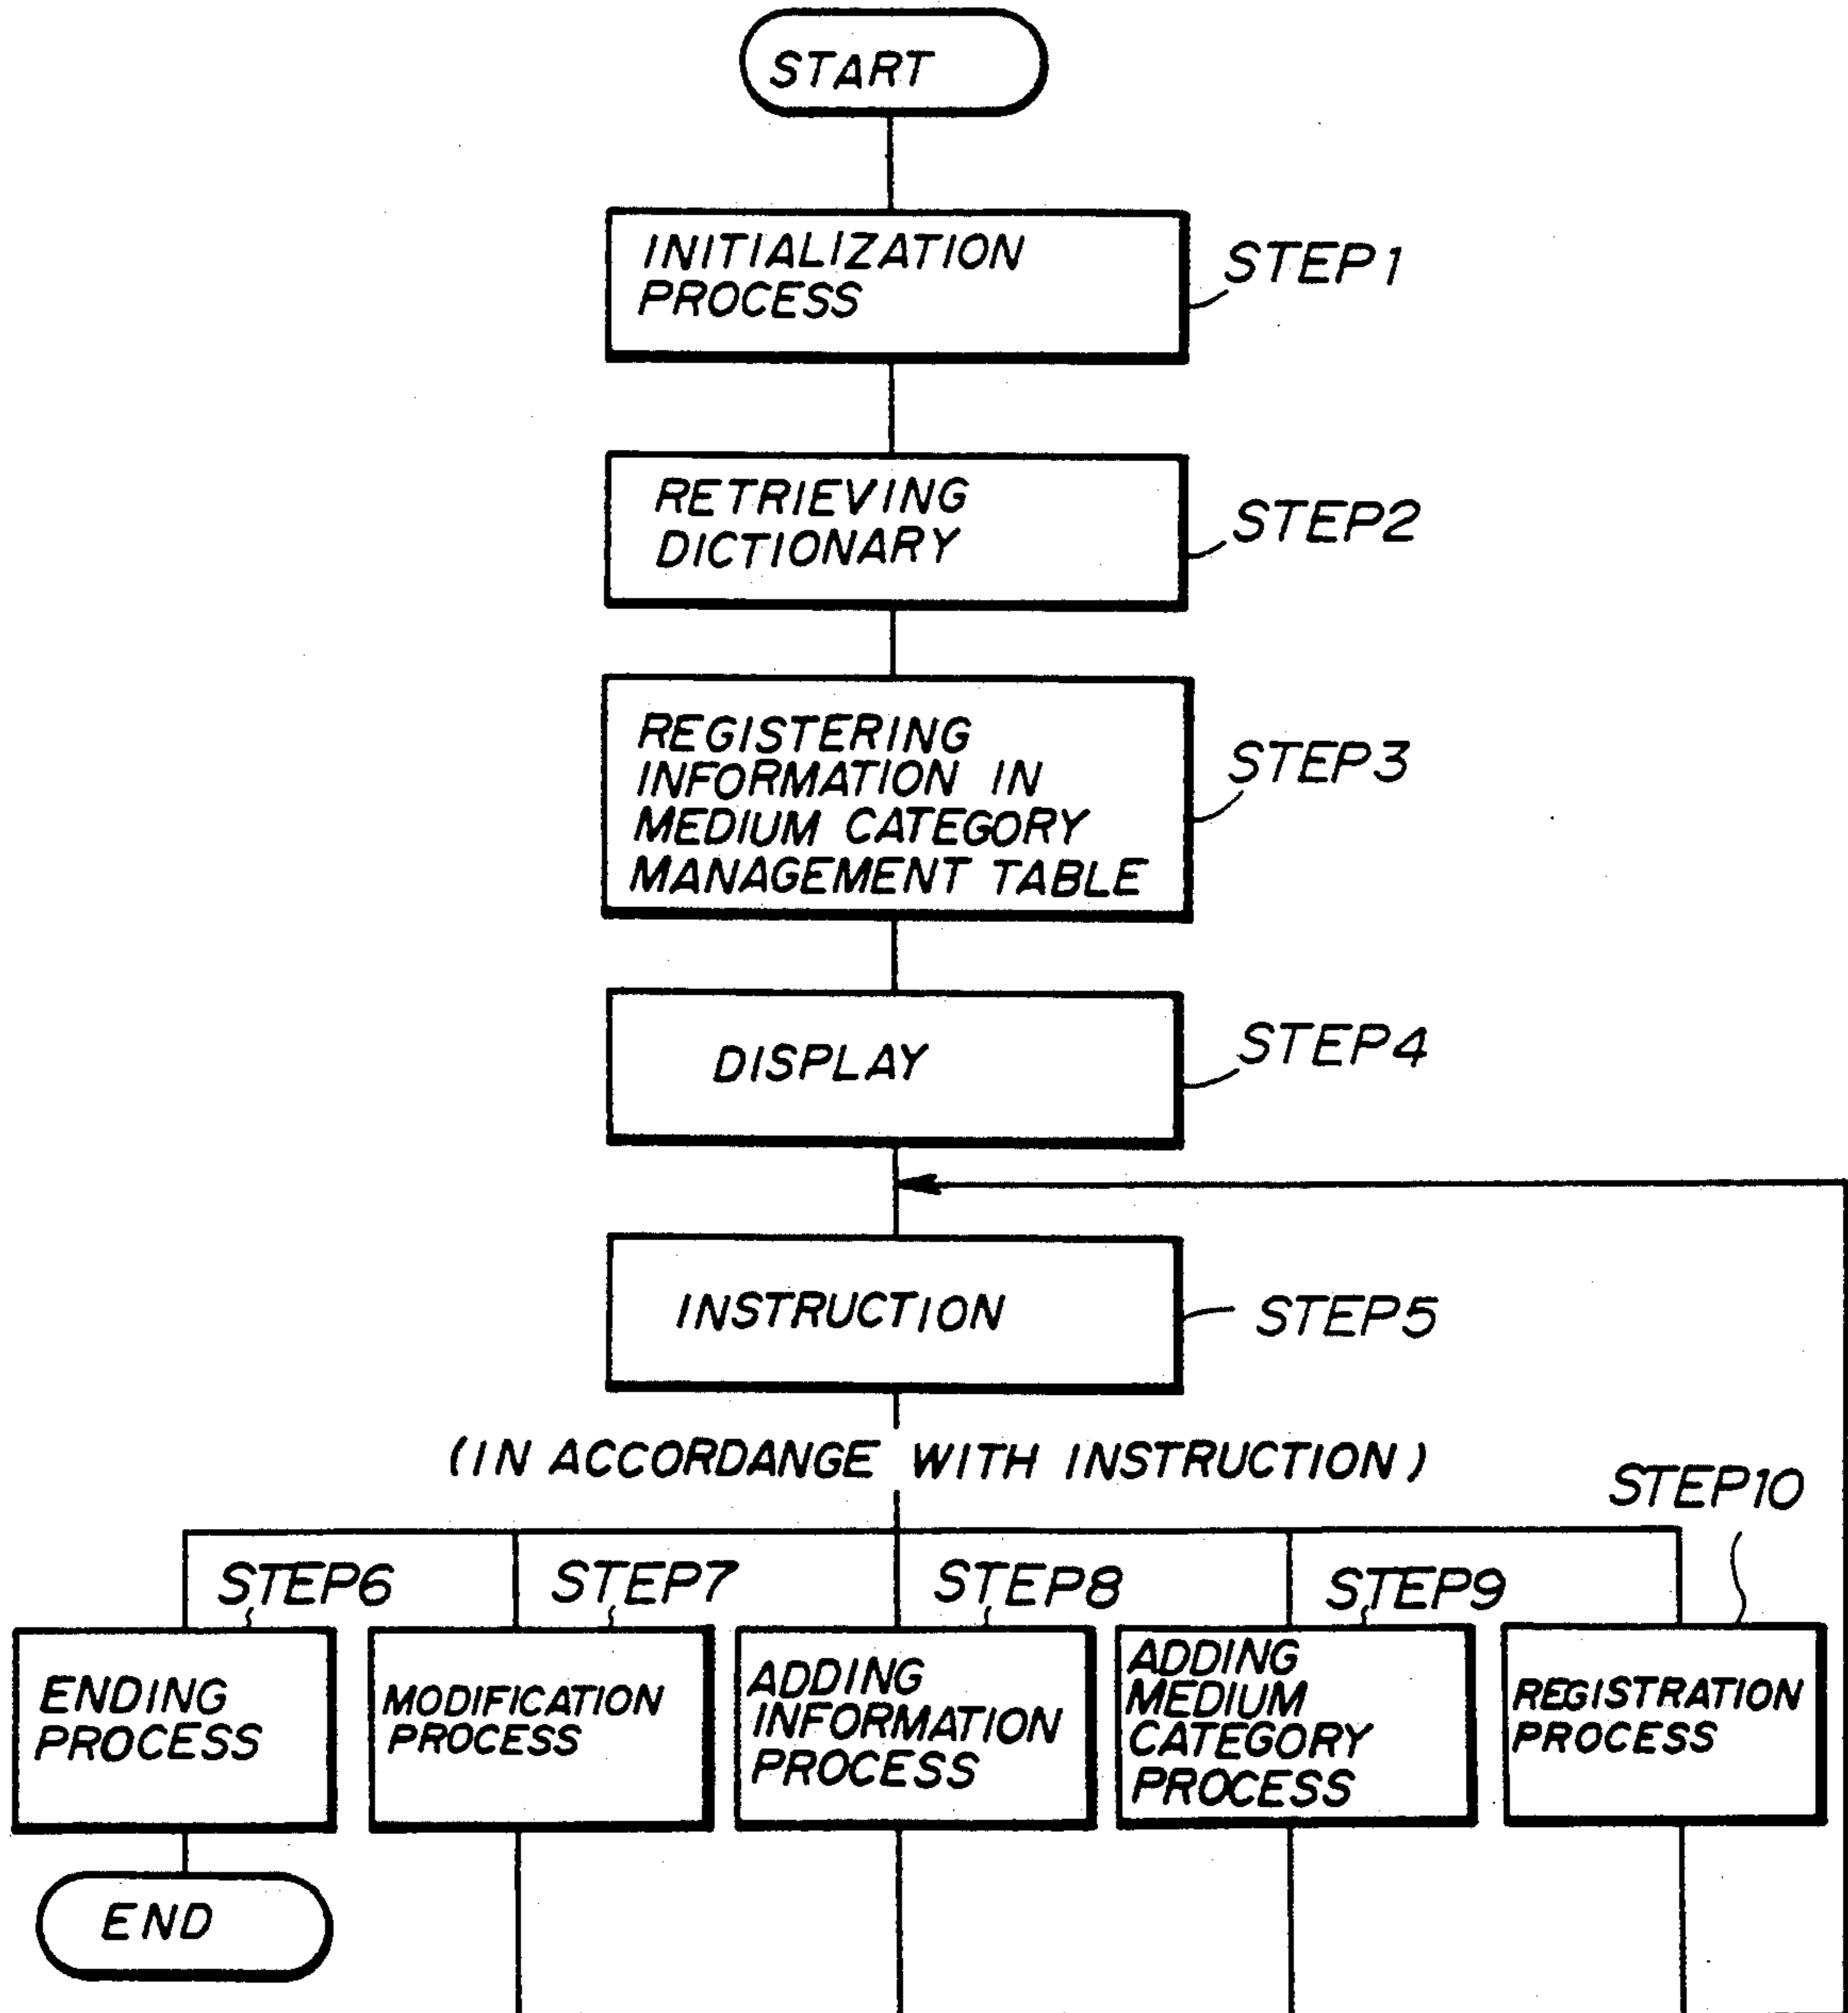 START
INITIALIZATION
PROCESS
STEP1
RETRIEVING
DICTIONARY
STEP2
REGISTERING
INFORMATION IN
MEDIUM CATEGORY
MANAGEMENT TABLE
STEP3
DISPLAY
STEP4
INSTRUCTION
STEP5
(IN ACCORDANGE WITH INSTRUCTION)
STEP6
ENDING
PROCESS
STEP7
MODIFICATION
PROCESS
STEP8
ADDING
INFORMATION
PROCESS
STEP9
ADDING
MEDIUM
CATEGORY
PROCESS
STEP10
REGISTRATION
PROCESS
END